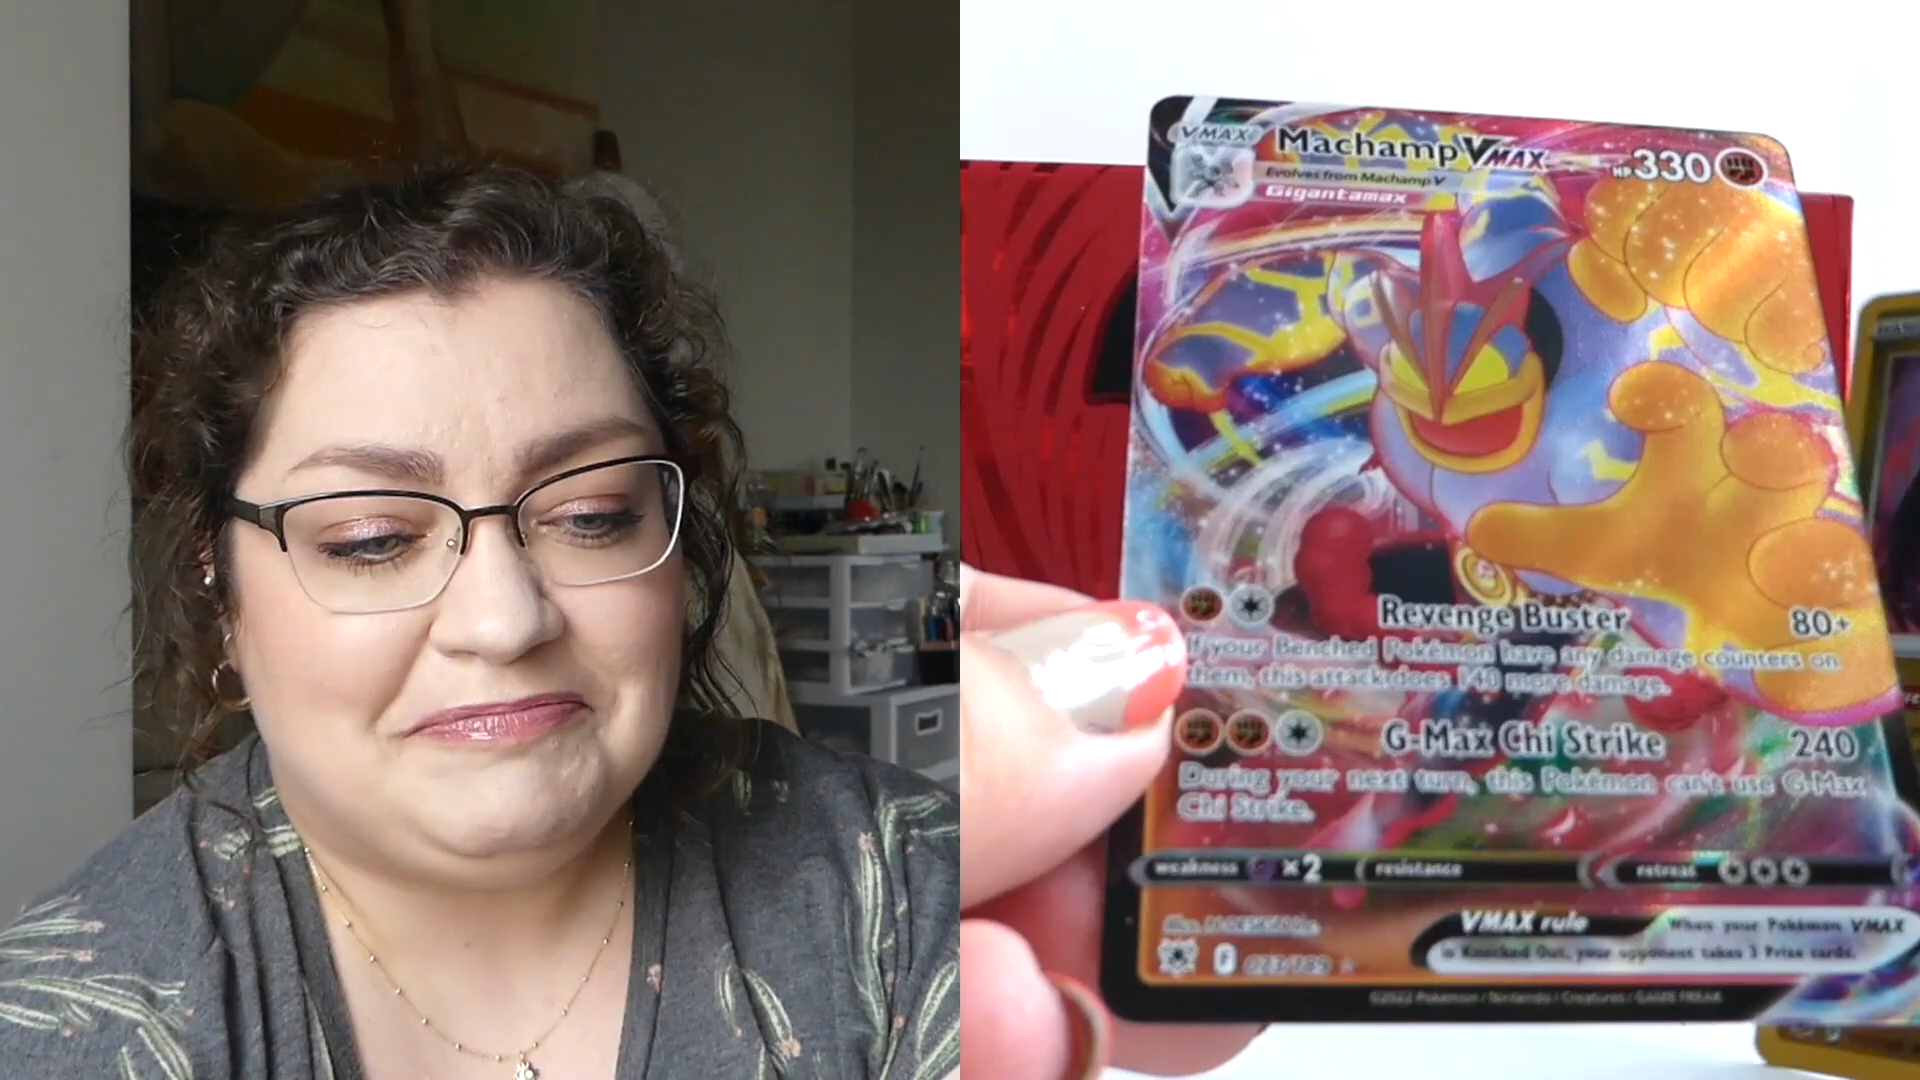 VMAX
Machamp VMAX
HP 330
Evolves from Machamp V
Gigantamax
Revenge Buster 80+
If your Benched Pokémon have any damage counters on
them, this attack does 140 more damage.
G-Max Chi Strike 240
During your next turn, this Pokémon can't use G-Max
Chi Strike.
weakness ×2 resistance retreat
VMAX rule When your Pokémon VMAX
is Knocked Out, your opponent takes 3 Prize cards.
F
©2022 Pokémon / Nintendo / Creatures / GAME FREAK